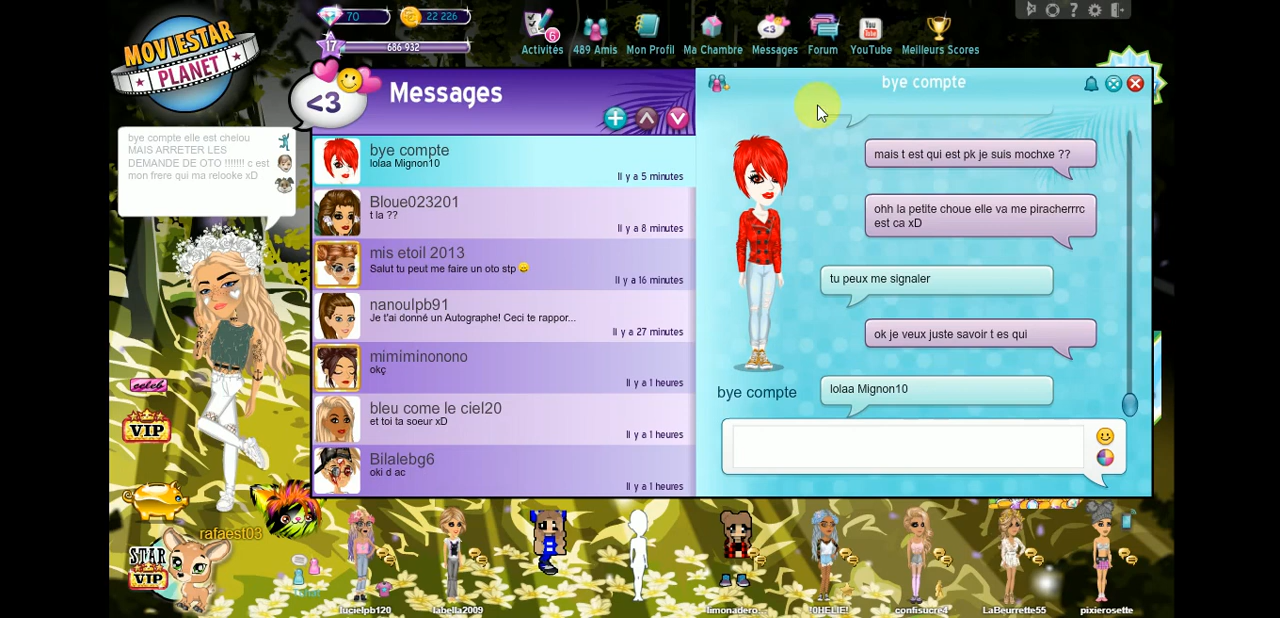 MOVIESTAR
PLANET
70
22 226
17
686 932
6
Activités
489 Amis
Mon Profil
Ma Chambre
<3
Messages
Forum
You
Tube
YouTube
Meilleurs Scores
bye compte elle est chelou
MAIS ARRETER LES
DEMANDE DE OTO !!!!!!! c est
mon frere qui ma relooke xD
<3
Messages
bye compte
lolaa Mignon10
Il y a 5 minutes
Bloue023201
t la ??
Il y a 8 minutes
mis etoil 2013
Salut tu peut me faire un oto stp
Il y a 16 minutes
nanoulpb91
Je t'ai donné un Autographe! Ceci te rappor...
Il y a 27 minutes
mimiminonono
okç
Il y a 1 heures
bleu come le ciel20
et toi ta soeur xD
Il y a 1 heures
Bilalebg6
oki d ac
Il y a 1 heures
bye compte
mais t est qui est pk je suis mochxe ??
ohh la petite choue elle va me piracherrrc
est ca xD
tu peux me signaler
ok je veux juste savoir t es qui
lolaa Mignon10
bye compte
celeb
VIP
rafaest03
STAR
VIP
Tchat
lucielpb120
labella2009
limonadero...
!0HELIE!
confisucre4
LaBeurrette55
pixierosette